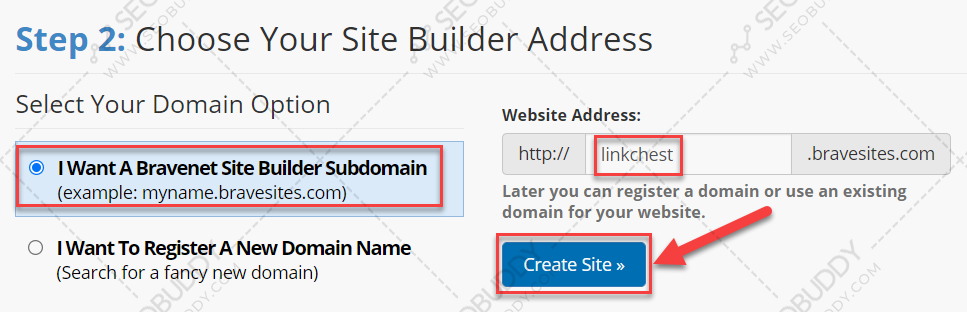 Step 2: Choose Your Site Builder Address
Select Your Domain Option
I Want A Bravenet Site Builder Subdomain
(example: myname.bravesites.com)
I Want To Register A New Domain Name
(Search for a fancy new domain)
Website Address:
http:// linkchest .bravesites.com
Later you can register a domain or use an existing
domain for your website.
Create Site »
SEOBUDDY
WWW.SEOBUDDY.COM